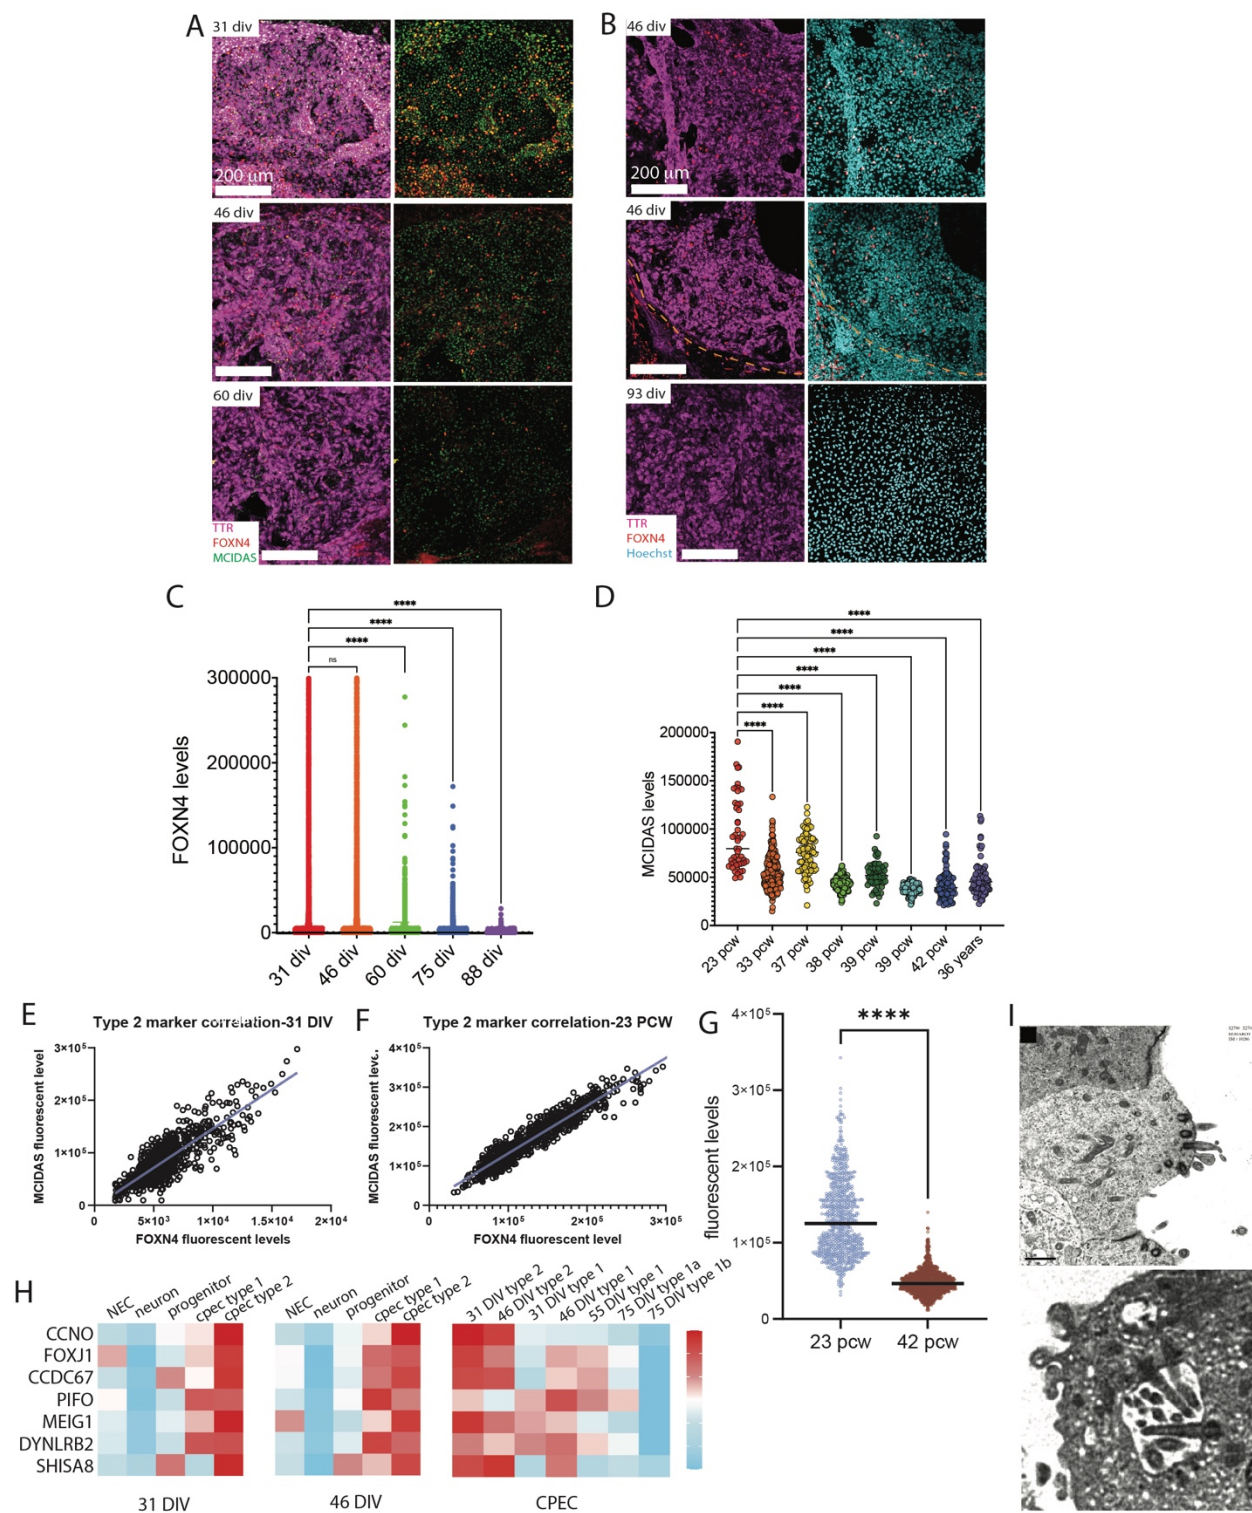 A
31 div
200 µm
46 div
60 div
TTR
FOXN4
MCIDAS
B
46 div
200 µm
46 div
93 div
TTR
FOXN4
Hoechst
C
****
****
****
ns
FOXN4 levels
300000
200000
100000
0
31 div
46 div
60 div
75 div
88 div
D
****
****
****
****
****
****
****
MCIDAS levels
200000
150000
100000
50000
0
23 pcw
33 pcw
37 pcw
38 pcw
39 pcw
39 pcw
42 pcw
36 years
E
Type 2 marker correlation-31 DIV
MCIDAS fluorescent level
3×10⁵
2×10⁵
1×10⁵
0
0
5×10³
1×10⁴
1.5×10⁴
2×10⁴
FOXN4 fluorescent levels
F
Type 2 marker correlation-23 PCW
MCIDAS fluorescent level
4×10⁵
3×10⁵
2×10⁵
1×10⁵
0
0
1×10⁵
2×10⁵
3×10⁵
FOXN4 fluorescent level
G
****
fluorescent levels
4×10⁵
3×10⁵
2×10⁵
1×10⁵
0
23 pcw
42 pcw
H
NEC
neuron
progenitor
cpec type 1
cpec type 2
NEC
neuron
progenitor
cpec type 1
cpec type 2
31 DIV type 2
46 DIV type 2
31 DIV type 1
46 DIV type 1
55 DIV type 1
75 DIV type 1a
75 DIV type 1b
CCNO
FOXJ1
CCDC67
PIFO
MEIG1
DYNLRB2
SHISA8
31 DIV
46 DIV
CPEC
I